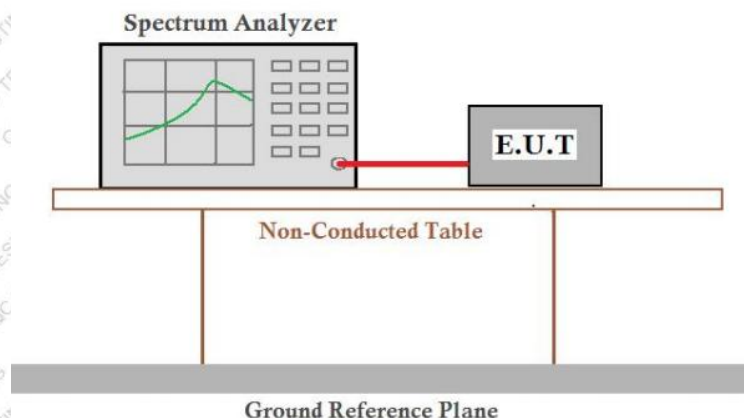 Spectrum Analyzer
E.U.T
Non-Conducted Table
Ground Reference Plane